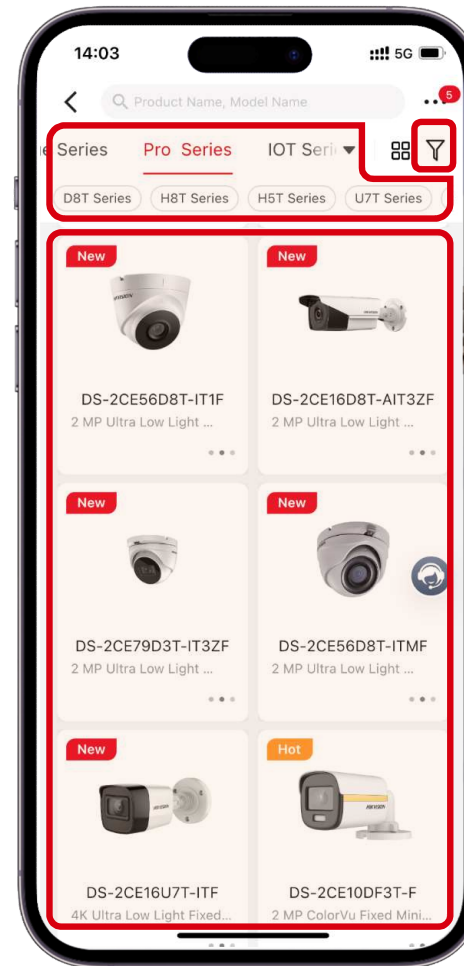 14:03
5G
5
Product Name, Model Name
Series Pro Series IOT Seri
D8T Series H8T Series H5T Series U7T Series
New New
HIKVISION
DS-2CE56D8T-IT1F DS-2CE16D8T-AIT3ZF
2 MP Ultra Low Light ... 2 MP Ultra Low Light ...
New New
DS-2CE79D3T-IT3ZF DS-2CE56D8T-ITMF
2 MP Ultra Low Light ... 2 MP Ultra Low Light ...
New Hot
DS-2CE16U7T-ITF DS-2CE10DF3T-F
4K Ultra Low Light Fixed... 2 MP ColorVu Fixed Mini...